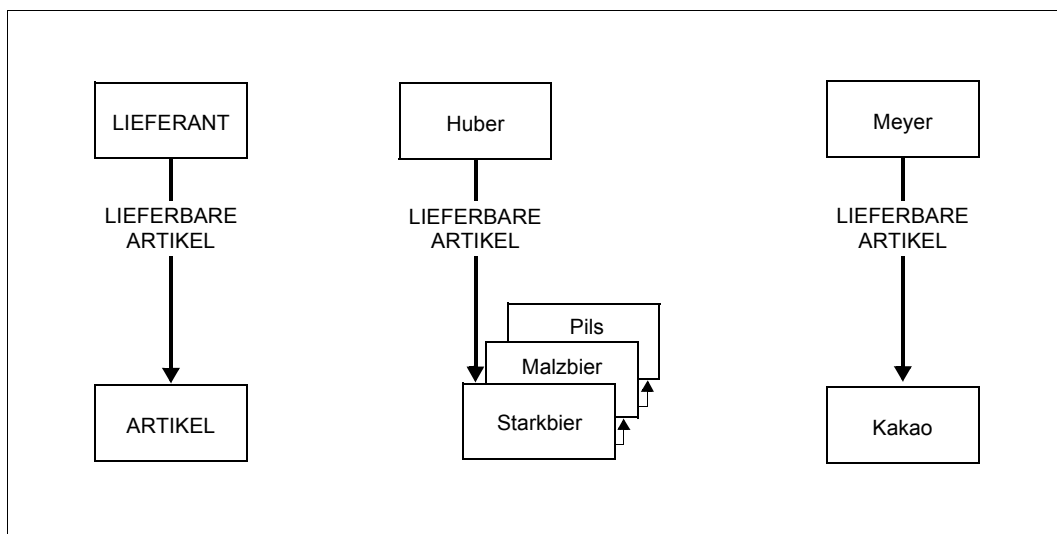 LIEFERANT
LIEFERBARE
ARTIKEL
ARTIKEL
Huber
LIEFERBARE
ARTIKEL
Pils
Malzbier
Starkbier
Meyer
LIEFERBARE
ARTIKEL
Kakao